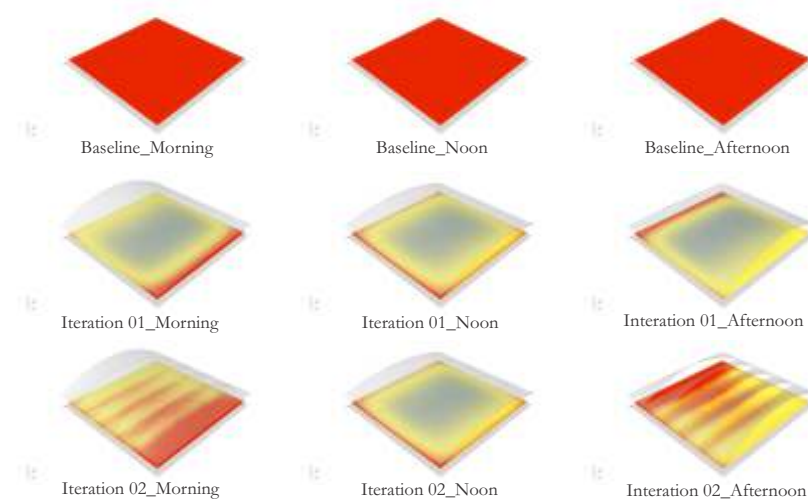 Baseline_Morning
Baseline_Noon
Baseline_Afternoon
Iteration 01_Morning
Iteration 01_Noon
Interation 01_Afternoon
Iteration 02_Morning
Iteration 02_Noon
Interation 02_Afternoon